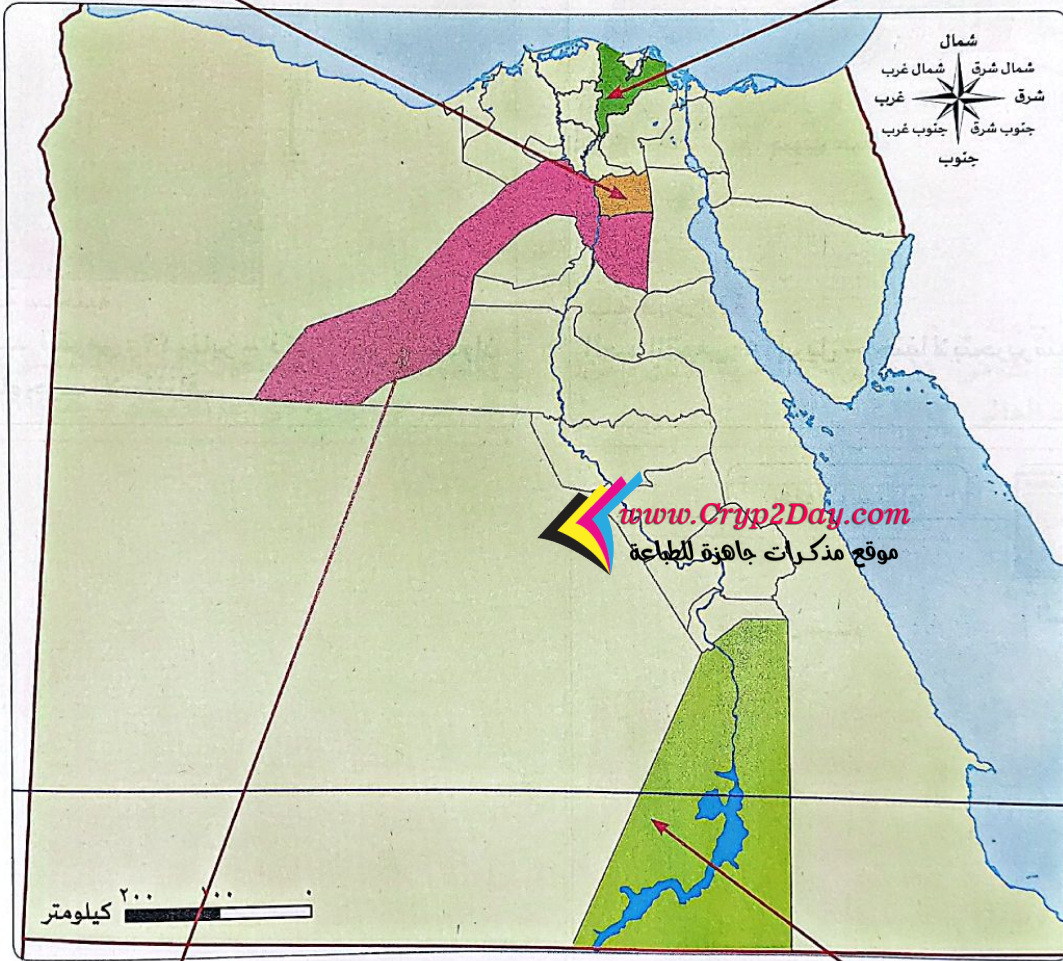 شمال
شمال شرق
شمال غرب
شرق
غرب
جنوب شرق
جنوب غرب
جنوب
www.Cryp2Day.com
موقع مذكرات جاهزة للطباعة
٢٠٠ ١٠٠ ٠
كيلومتر